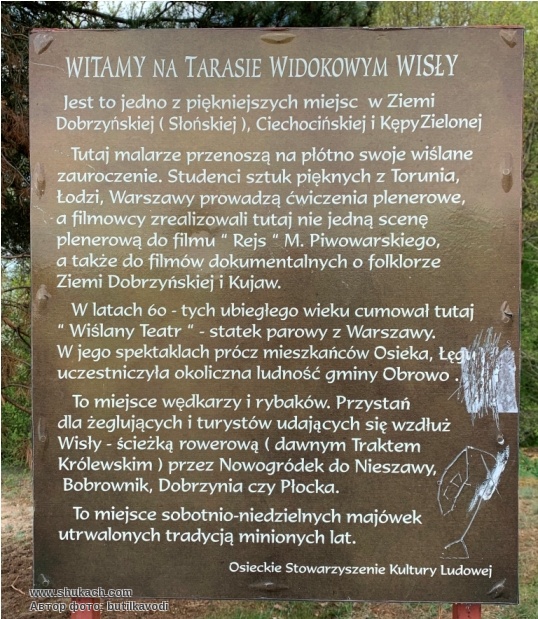 WITAMY NA TARASIE WIDOKOWYM WISŁY
Jest to jedno z piękniejszych miejsc w Ziemi
Dobrzyńskiej ( Słońskiej ), Ciechocińskiej i Kępy Zielonej
Tutaj malarze przenoszą na płótno swoje wiślane
zauroczenie. Studenci sztuk pięknych z Torunia,
Łodzi, Warszawy prowadzą ćwiczenia plenerowe,
a filmowcy zrealizowali tutaj nie jedną scenę
plenerową do filmu " Rejs " M. Piwowarskiego,
a także do filmów dokumentalnych o folklorze
Ziemi Dobrzyńskiej i Kujaw.
W latach 60 - tych ubiegłego wieku cumował tutaj
" Wiślany Teatr " - statek parowy z Warszawy.
W jego spektaklach prócz mieszkańców Osieka, Łęgu
uczestniczyła okoliczna ludność gminy Obrowo .
To miejsce wędkarzy i rybaków. Przystań
dla żeglujących i turystów udających się wzdłuż
Wisły - ścieżką rowerową ( dawnym Traktem
Królewskim ) przez Nowogródek do Nieszawy,
Bobrownik, Dobrzynia czy Płocka.
To miejsce sobotnio-niedzielnych majówek
utrwalonych tradycją minionych lat.
Osieckie Stowarzyszenie Kultury Ludowej
www.shukach.com
Автор фото: butilkavodi